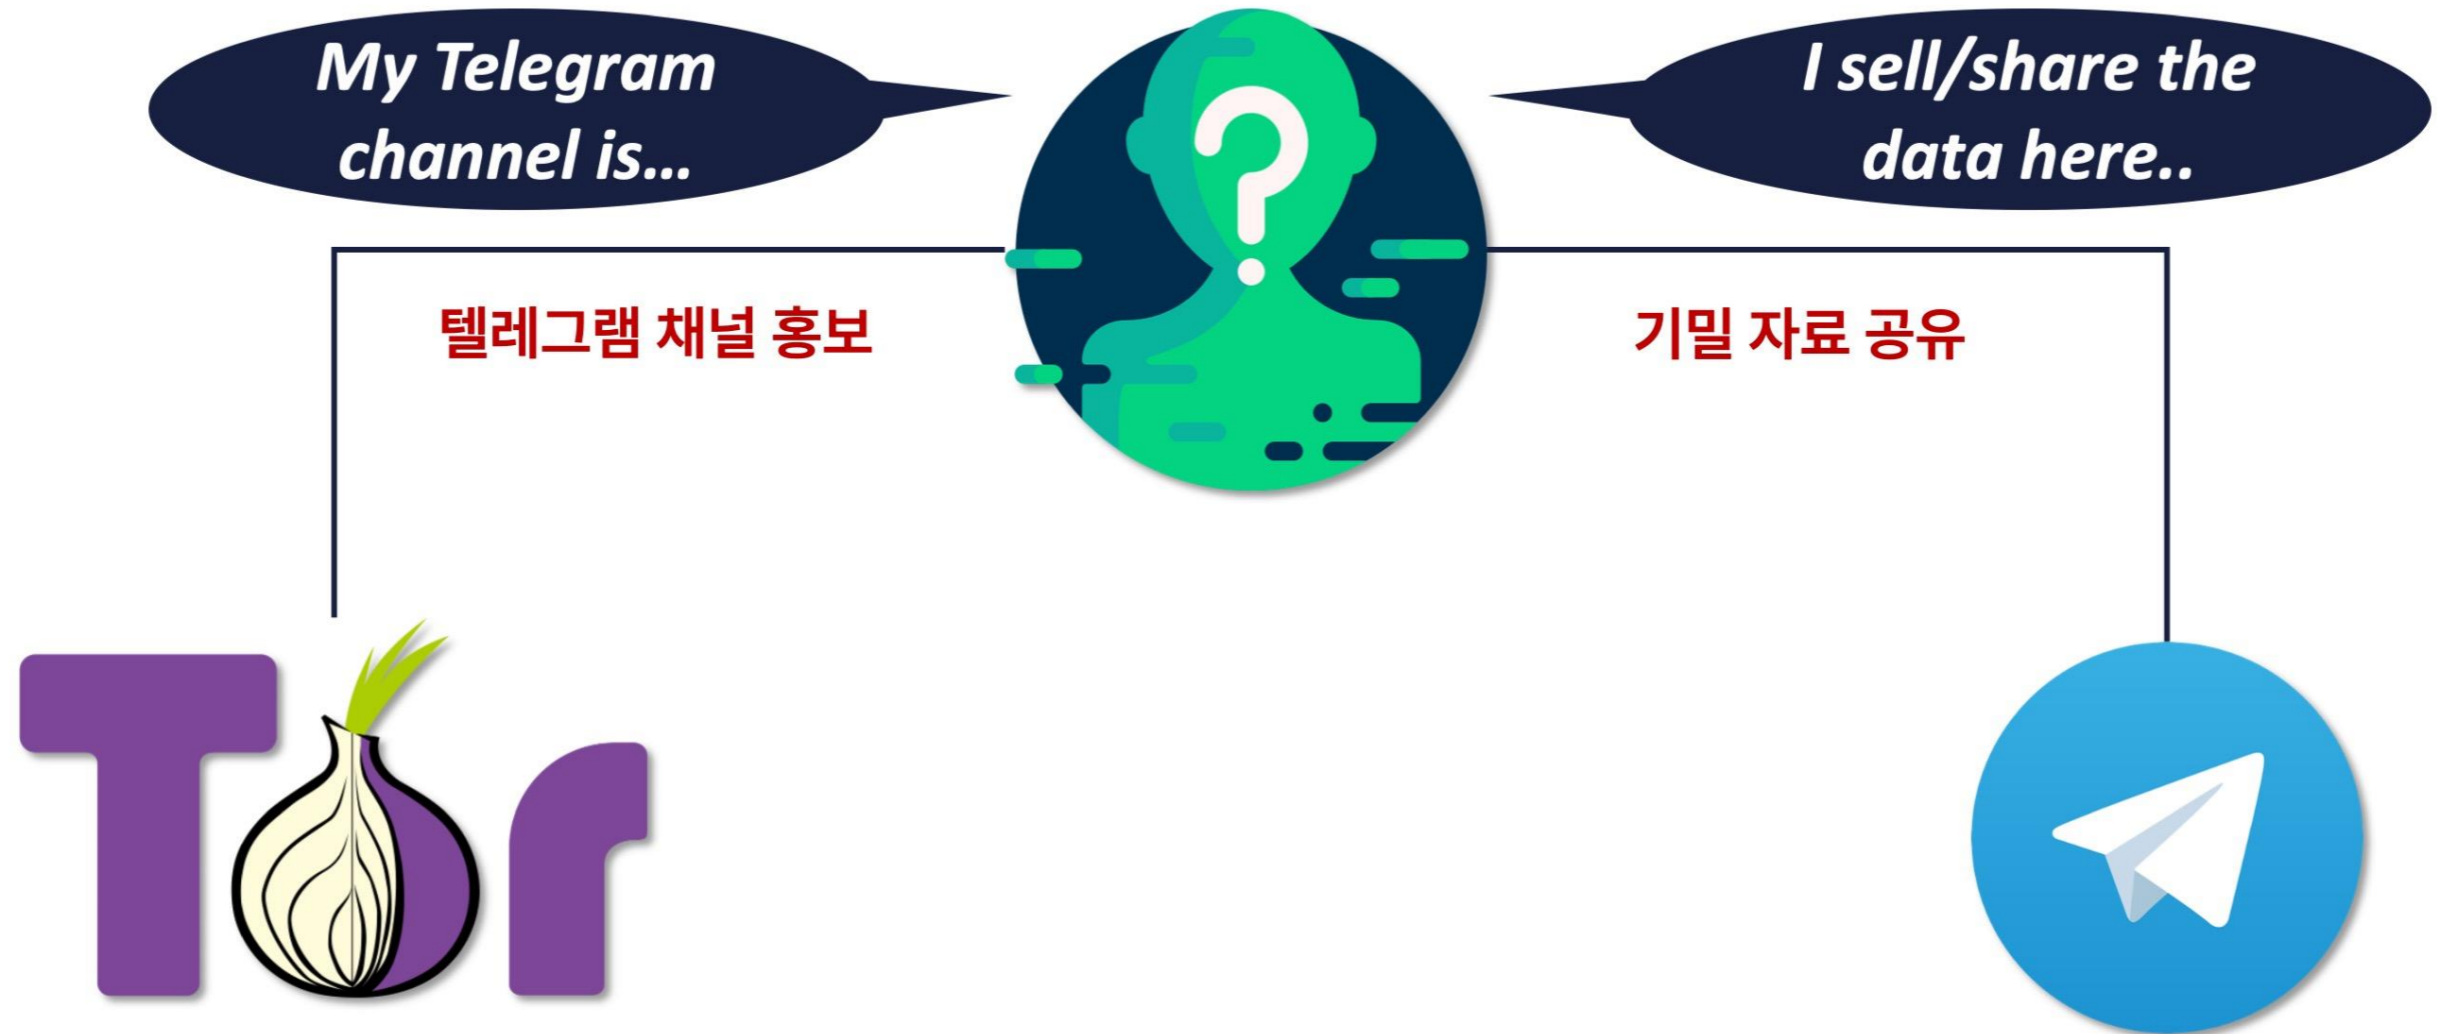 My Telegram
channel is...
I sell/share the
data here..
텔레그램 채널 홍보
기밀 자료 공유
Tor